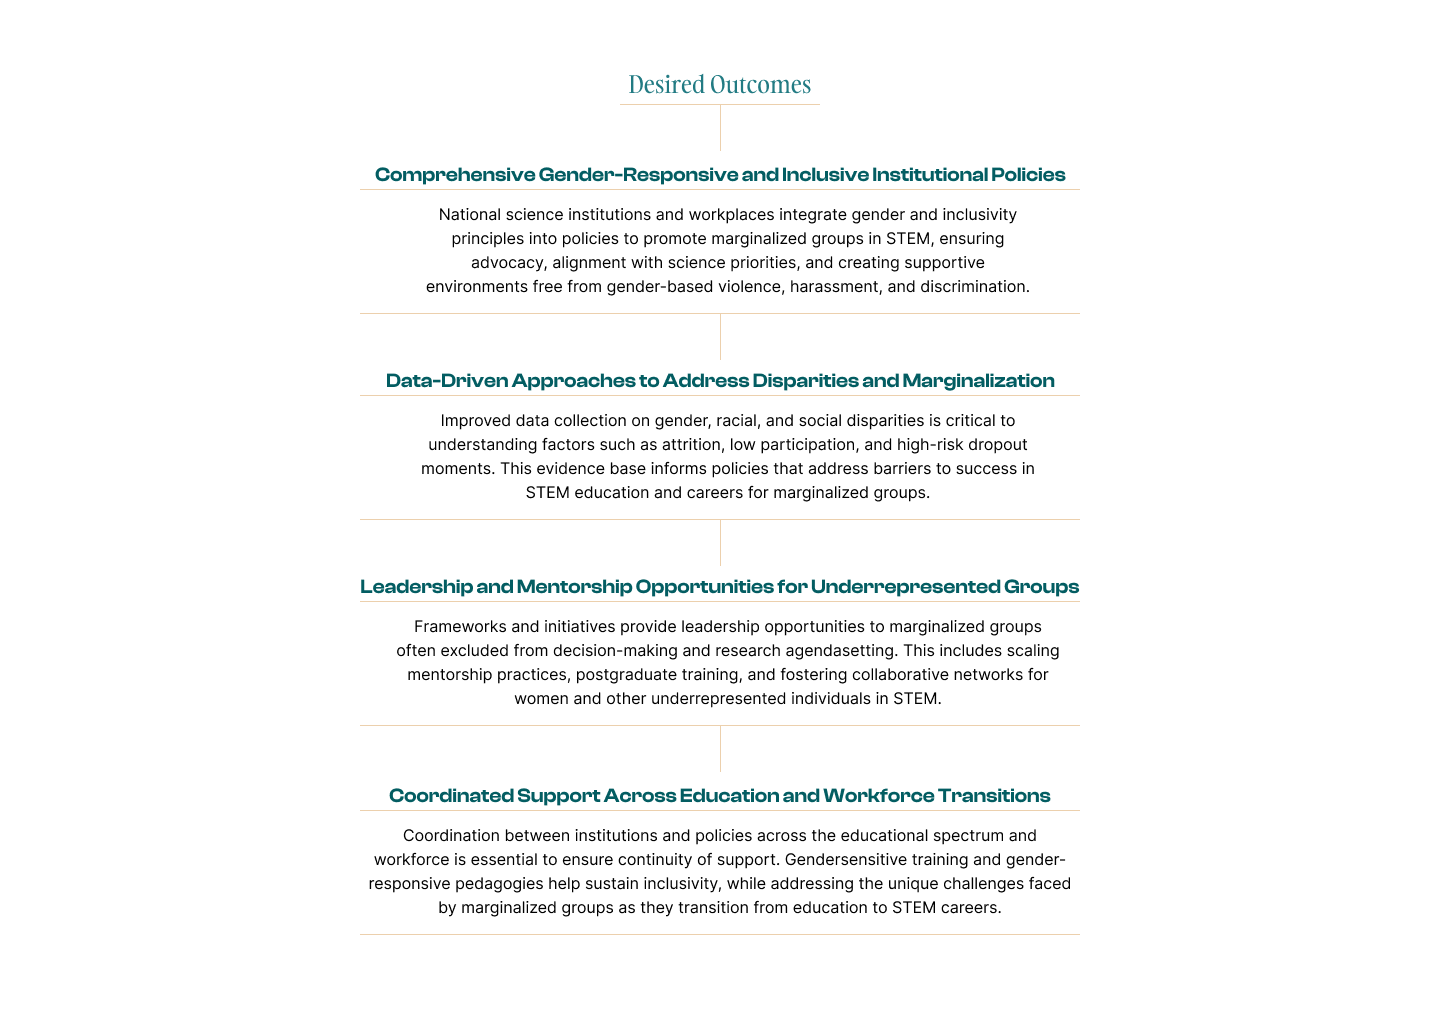 Desired Outcomes
Comprehensive Gender-Responsive and Inclusive Institutional Policies
National science institutions and workplaces integrate gender and inclusivity
principles into policies to promote marginalized groups in STEM, ensuring
advocacy, alignment with science priorities, and creating supportive
environments free from gender-based violence, harassment, and discrimination.
Data-Driven Approaches to Address Disparities and Marginalization
Improved data collection on gender, racial, and social disparities is critical to
understanding factors such as attrition, low participation, and high-risk dropout
moments. This evidence base informs policies that address barriers to success in
STEM education and careers for marginalized groups.
Leadership and Mentorship Opportunities for Underrepresented Groups
Frameworks and initiatives provide leadership opportunities to marginalized groups
often excluded from decision-making and research agendasetting. This includes scaling
mentorship practices, postgraduate training, and fostering collaborative networks for
women and other underrepresented individuals in STEM.
Coordinated Support Across Education and Workforce Transitions
Coordination between institutions and policies across the educational spectrum and
workforce is essential to ensure continuity of support. Gendersensitive training and gender-
responsive pedagogies help sustain inclusivity, while addressing the unique challenges faced
by marginalized groups as they transition from education to STEM careers.